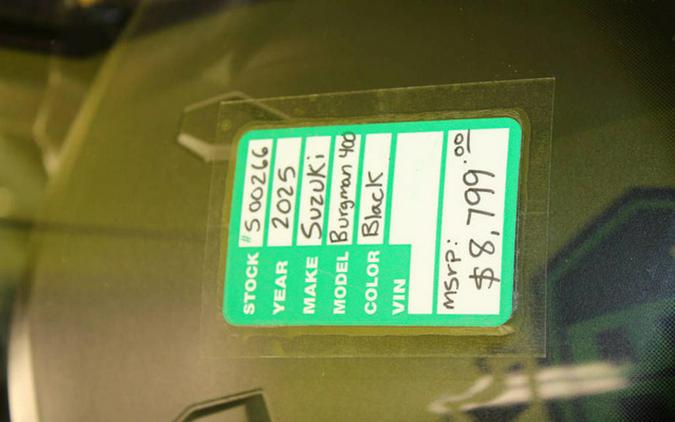 STOCK #S00266
YEAR 2025
MAKE SUZUKi
MODEL Burgman 400
COLOR Black
VIN
msrp:
$8,799.00